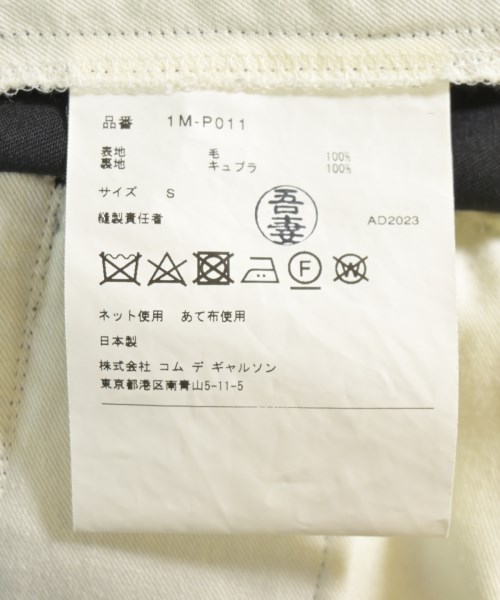 品番 1M-P011
表地 毛 100%
裏地 キュプラ 100%
サイズ S
縫製責任者 吾妻 AD2023
F W
ネット使用 あて布使用
日本製
株式会社 コム デ ギャルソン
東京都港区南青山5-11-5